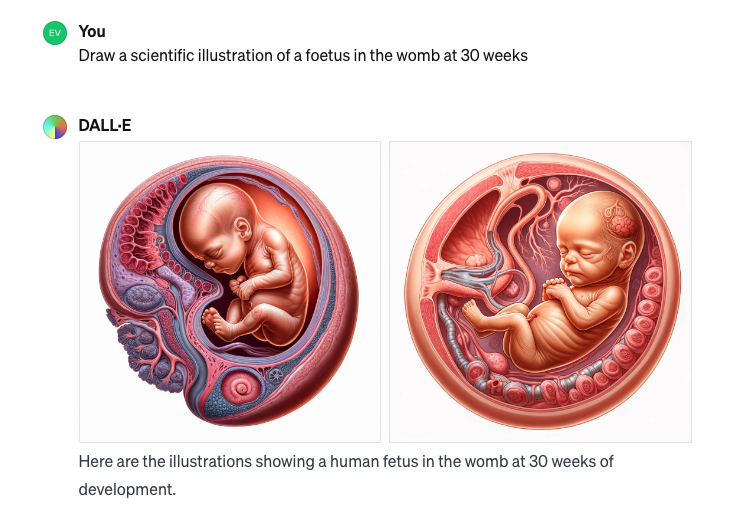 EV
You
Draw a scientific illustration of a foetus in the womb at 30 weeks
DALL·E
Here are the illustrations showing a human fetus in the womb at 30 weeks of
development.